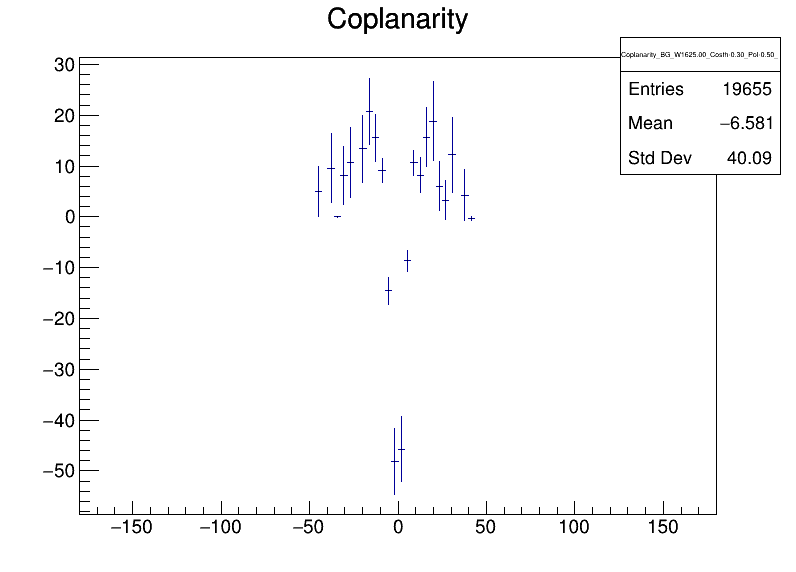 Coplanarity
Coplanarity_BG_W1625.00_Costh-0.30_Pol-0.50_
Entries 19655
Mean −6.581
Std Dev 40.09
30
20
10
0
−10
−20
−30
−40
−50
−150 −100 −50 0 50 100 150